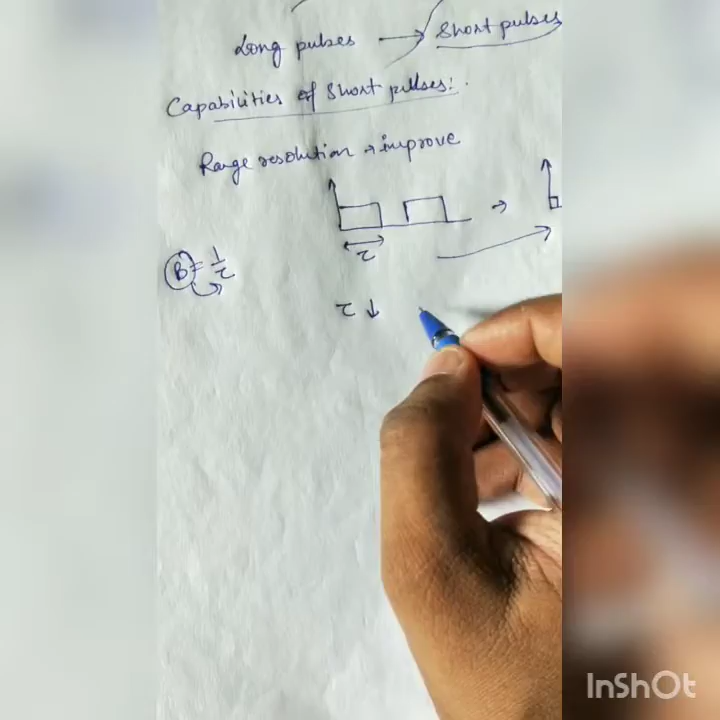 Long pulses → Short pulses
Capabilities of Short pulses:
Range resolution → improve
τ
B = 1/τ
τ ↓
InShOt